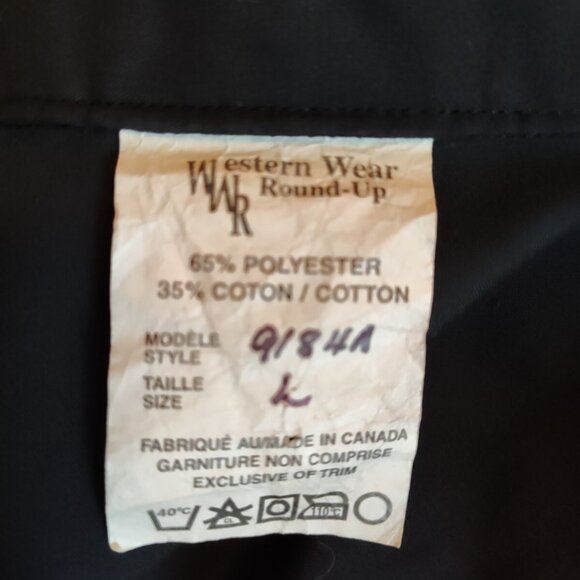 Western Wear
Round-Up
WWR
65% POLYESTER
35% COTON / COTTON
MODÈLE
STYLE 9184A
TAILLE
SIZE L
FABRIQUÉ AU/MADE IN CANADA
GARNITURE NON COMPRISE
EXCLUSIVE OF TRIM
40°C CL 110°C